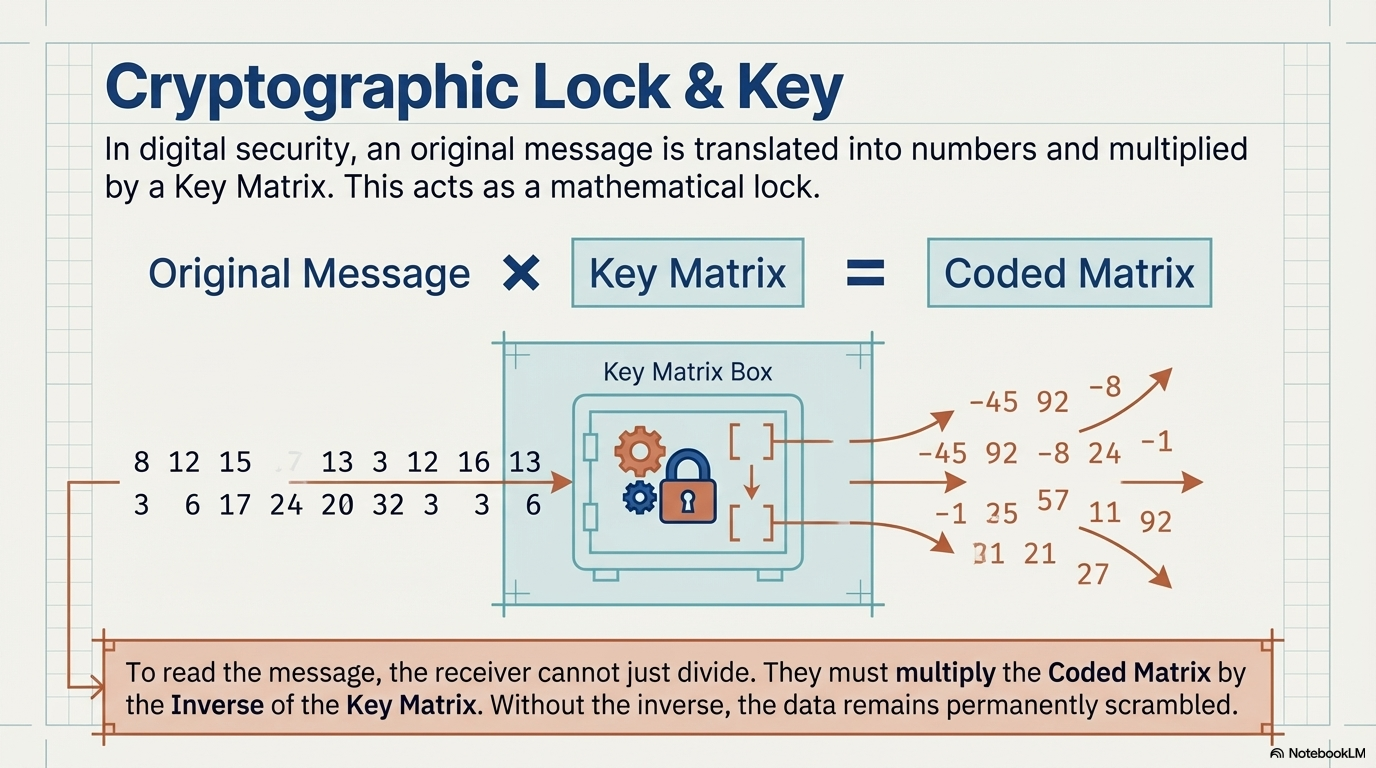 Cryptographic Lock & Key
In digital security, an original message is translated into numbers and multiplied
by a Key Matrix. This acts as a mathematical lock.
Original Message × Key Matrix = Coded Matrix
Key Matrix Box
8 12 15 13 3 12 16 13
3 6 17 24 20 32 3 3 6
-45 92 -8
-45 92 -8 24 -1
-1 57 11 92
21
27
To read the message, the receiver cannot just divide. They must multiply the Coded Matrix by
the Inverse of the Key Matrix. Without the inverse, the data remains permanently scrambled.
NotebookLM